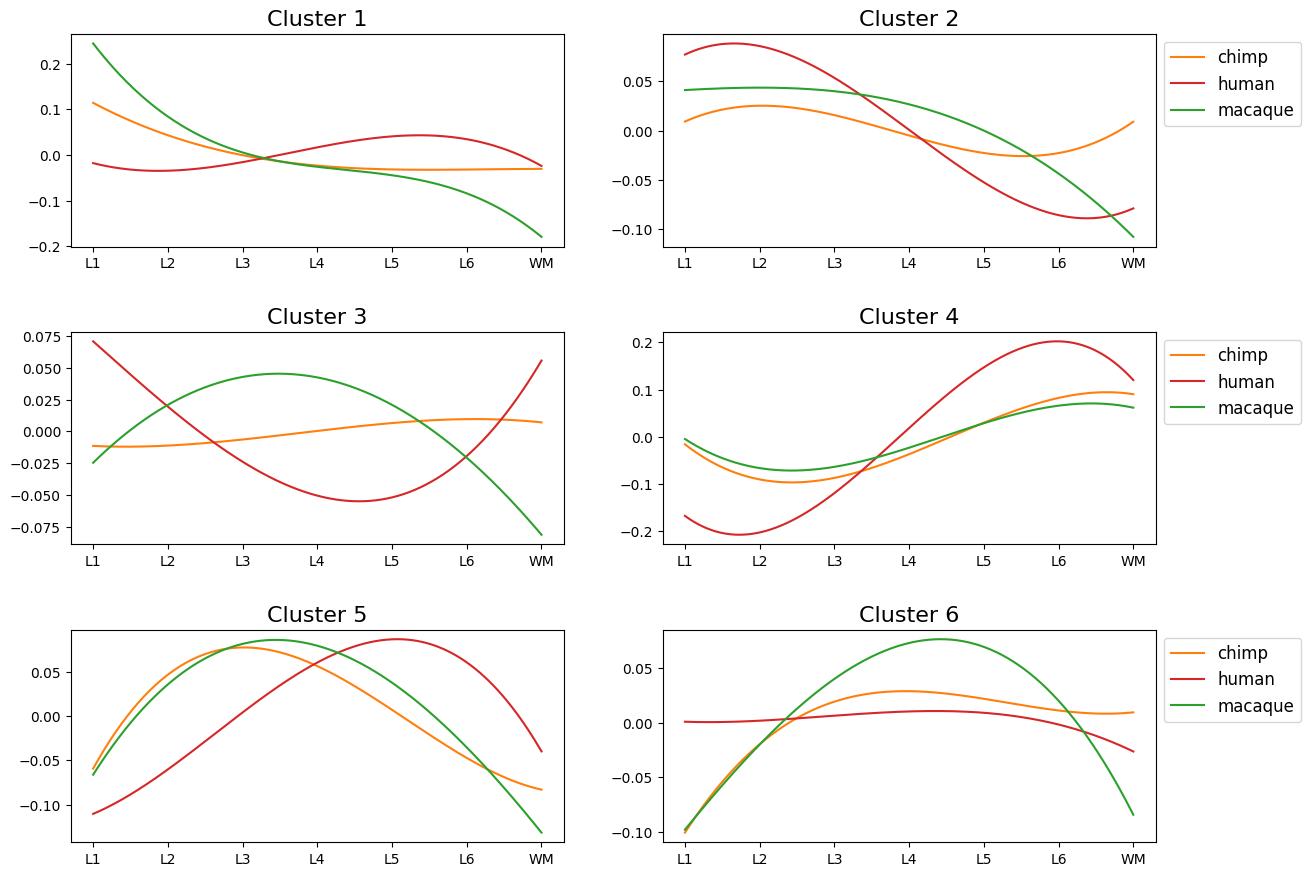 Cluster 1
0.2
0.1
0.0
−0.1
−0.2
L1 L2 L3 L4 L5 L6 WM
Cluster 2
0.05
0.00
−0.05
−0.10
L1 L2 L3 L4 L5 L6 WM
chimp
human
macaque
Cluster 3
0.075
0.050
0.025
0.000
−0.025
−0.050
−0.075
L1 L2 L3 L4 L5 L6 WM
Cluster 4
0.2
0.1
0.0
−0.1
−0.2
L1 L2 L3 L4 L5 L6 WM
chimp
human
macaque
Cluster 5
0.05
0.00
−0.05
−0.10
L1 L2 L3 L4 L5 L6 WM
Cluster 6
0.05
0.00
−0.05
−0.10
L1 L2 L3 L4 L5 L6 WM
chimp
human
macaque